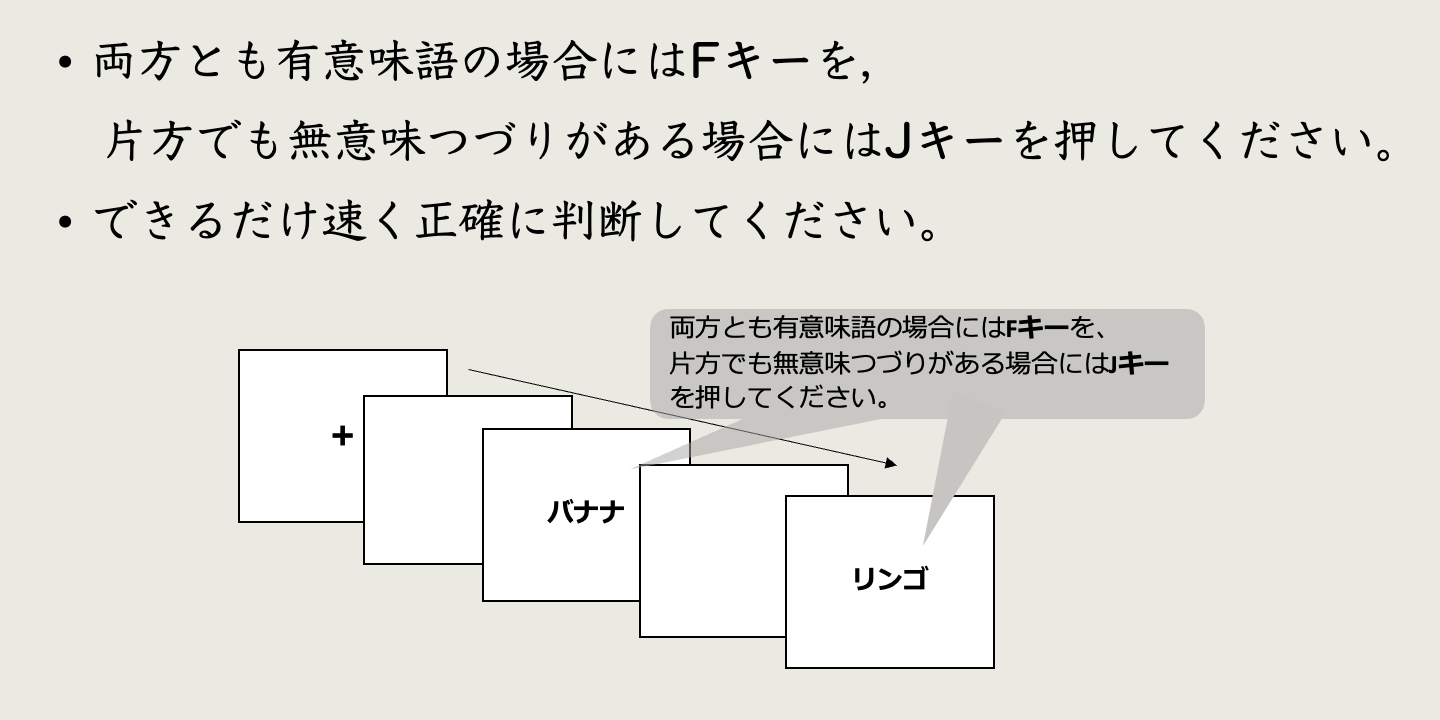 • 両方とも有意味語の場合にはFキーを,
片方でも無意味つづりがある場合にはJキーを押してください。
• できるだけ速く正確に判断してください。
両方とも有意味語の場合にはFキーを、
片方でも無意味つづりがある場合にはJキー
を押してください。
+
バナナ
リンゴ